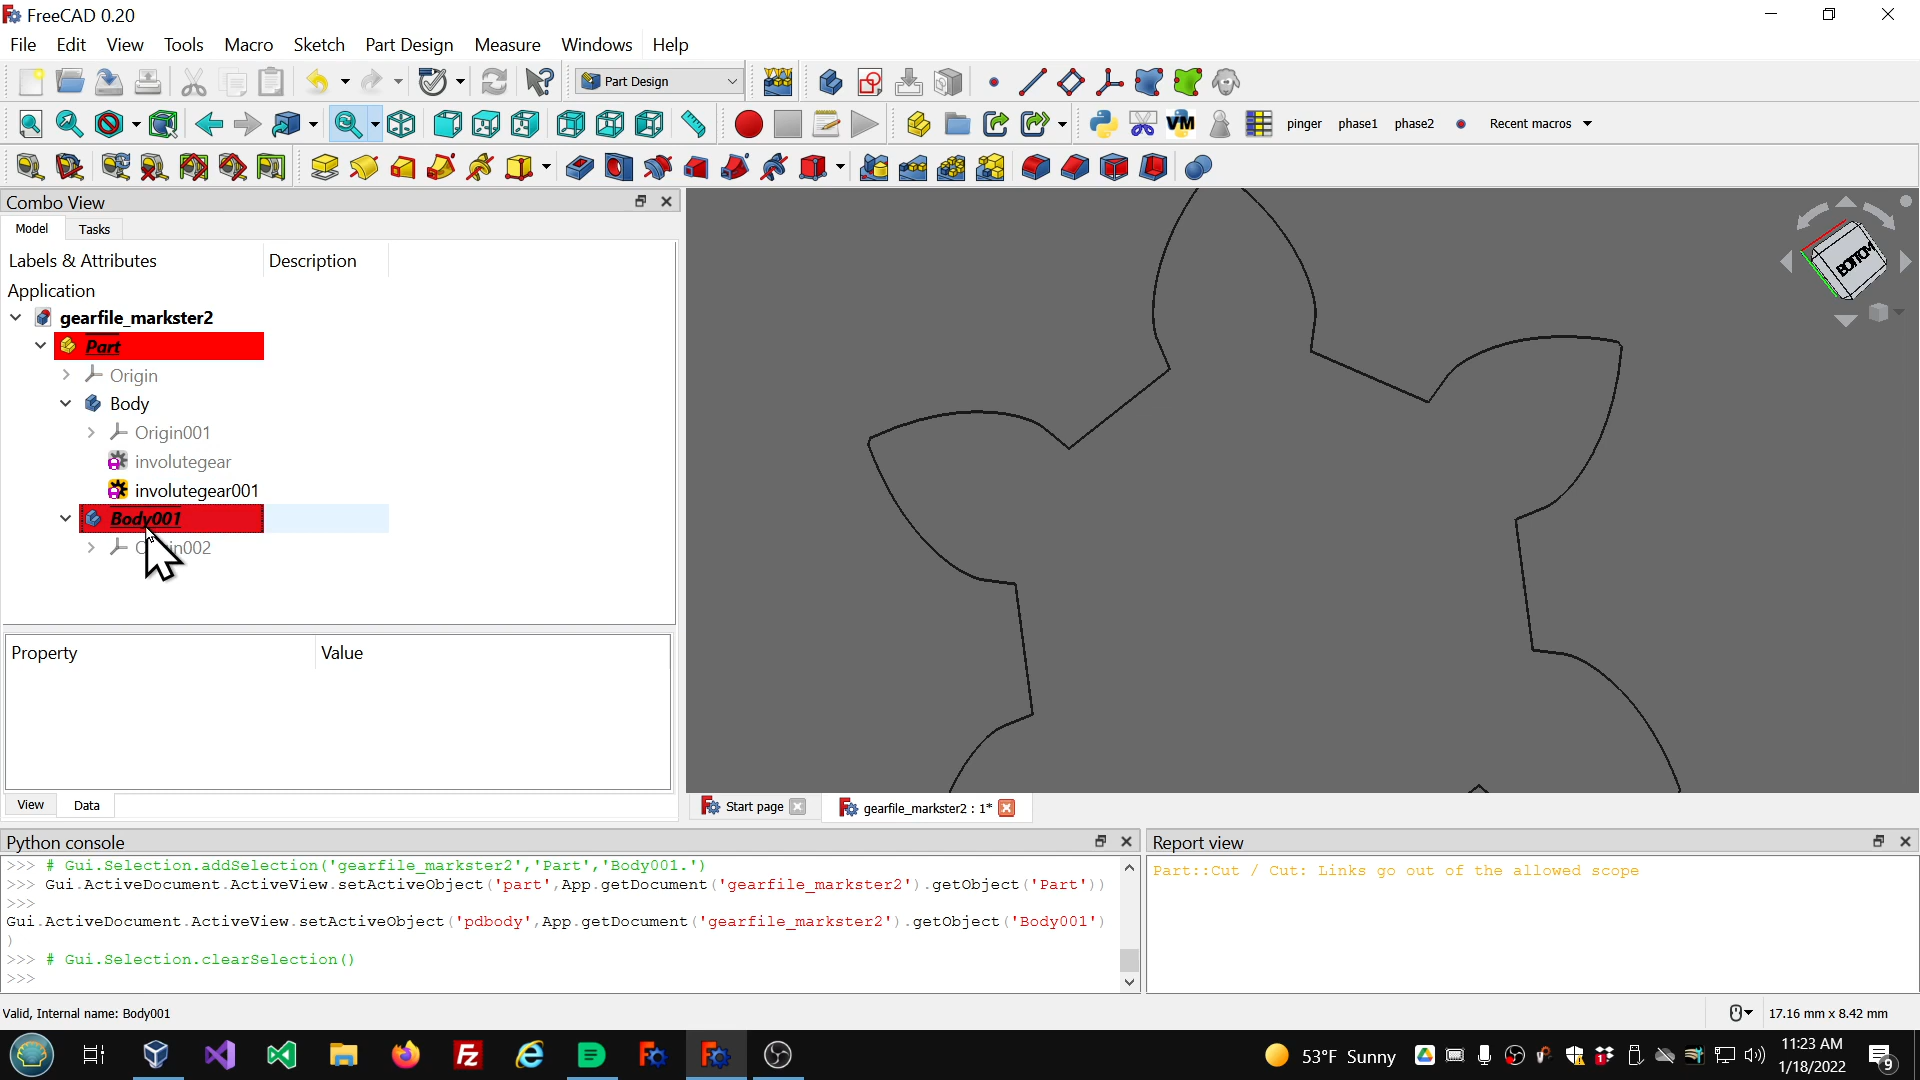 FreeCAD 0.20
File Edit View Tools Macro Sketch Part Design Measure Windows Help
Part Design
VM pinger phase1 phase2 Recent macros
Combo View
Model Tasks
Labels & Attributes Description
Application
gearfile_markster2
Part
Origin
Body
Origin001
involutegear
involutegear001
Body001
in002
BOTTOM
Property Value
View Data
Start page gearfile_markster2 : 1*
Python console
>>> # Gui.Selection.addSelection('gearfile_markster2','Part','Body001.')
>>> Gui.ActiveDocument.ActiveView.setActiveObject('part',App.getDocument('gearfile_markster2').getObject('Part'))
>>>
Gui.ActiveDocument.ActiveView.setActiveObject('pdbody',App.getDocument('gearfile_markster2').getObject('Body001')
)
>>> # Gui.Selection.clearSelection()
>>>
Report view
Part::Cut / Cut: Links go out of the allowed scope
Valid, Internal name: Body001
17.16 mm x 8.42 mm
53°F Sunny
11:23 AM
1/18/2022
9